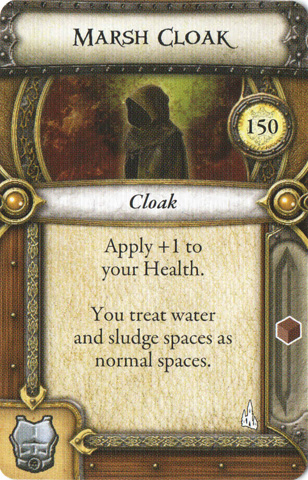 Marsh Cloak
150
Cloak
Apply +1 to
your Health.
You treat water
and sludge spaces as
normal spaces.